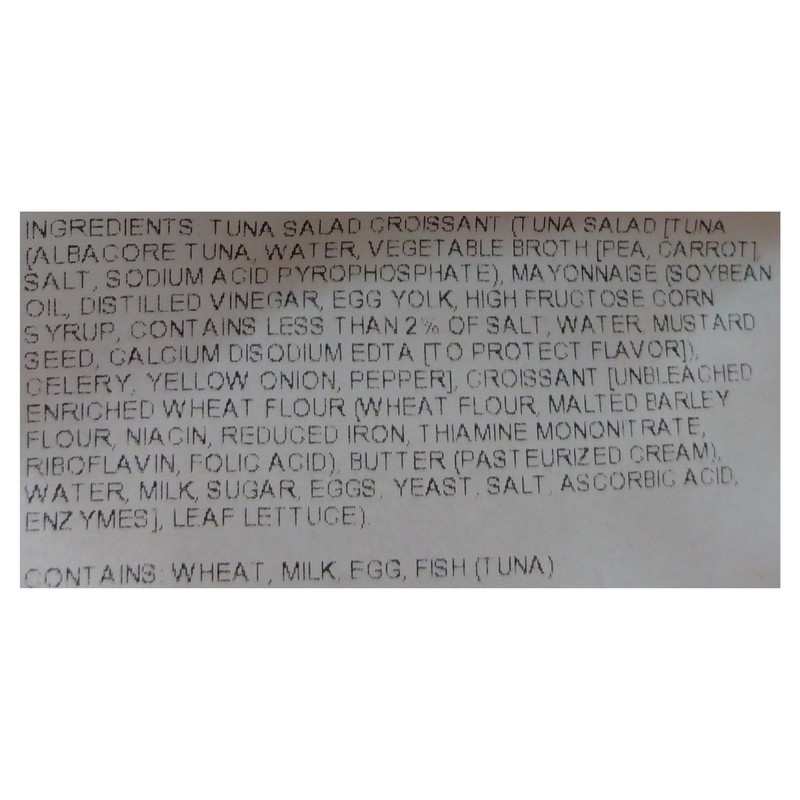 INGREDIENTS: TUNA SALAD CROISSANT (TUNA SALAD [TUNA
(ALBACORE TUNA, WATER, VEGETABLE BROTH [PEA, CARROT],
SALT, SODIUM ACID PYROPHOSPHATE), MAYONNAISE (SOYBEAN
OIL, DISTILLED VINEGAR, EGG YOLK, HIGH FRUCTOSE CORN
SYRUP, CONTAINS LESS THAN 2% OF SALT, WATER, MUSTARD
SEED, CALCIUM DISODIUM EDTA [TO PROTECT FLAVOR]),
CELERY, YELLOW ONION, PEPPER], CROISSANT [UNBLEACHED
ENRICHED WHEAT FLOUR (WHEAT FLOUR, MALTED BARLEY
FLOUR, NIACIN, REDUCED IRON, THIAMINE MONONITRATE,
RIBOFLAVIN, FOLIC ACID), BUTTER (PASTEURIZED CREAM),
WATER, MILK, SUGAR, EGGS, YEAST, SALT, ASCORBIC ACID,
ENZYMES], LEAF LETTUCE).
CONTAINS: WHEAT, MILK, EGG, FISH (TUNA)